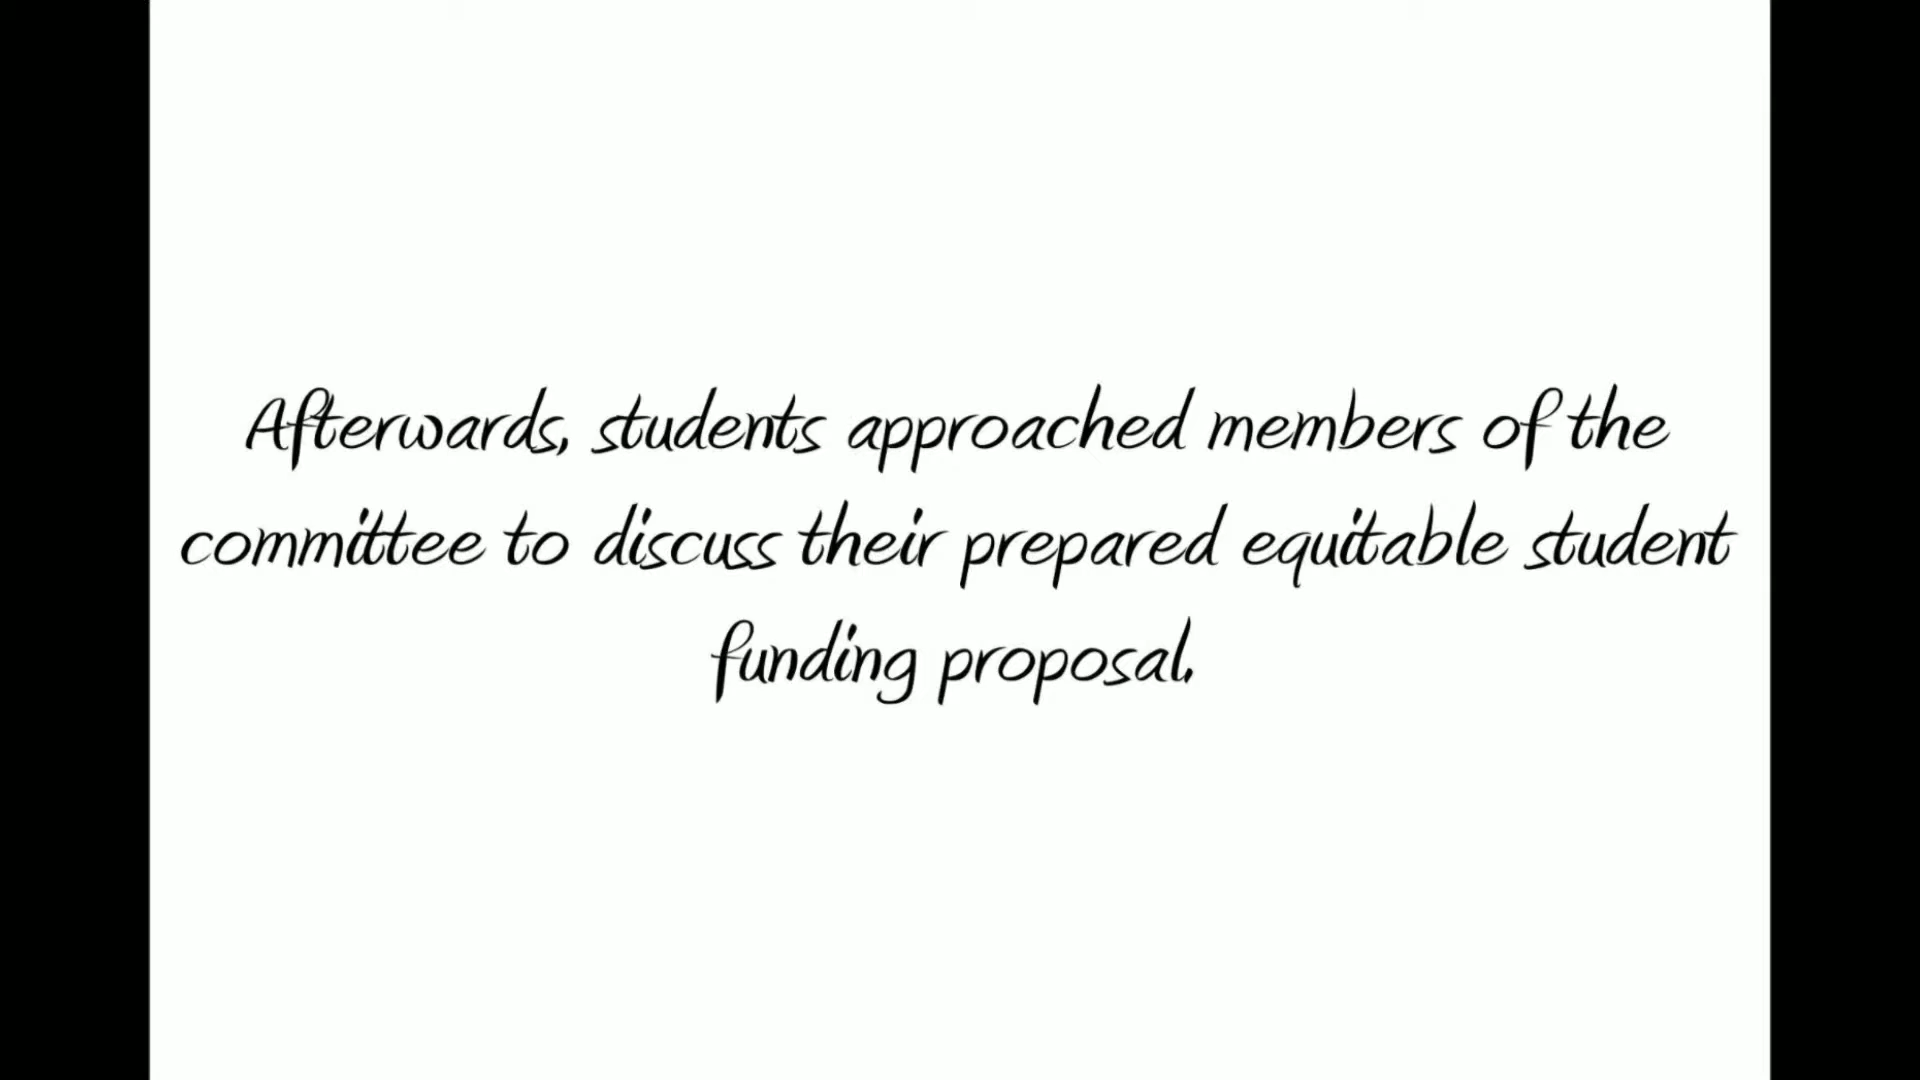 Afterwards, students approached members of the
committee to discuss their prepared equitable student
funding proposal.